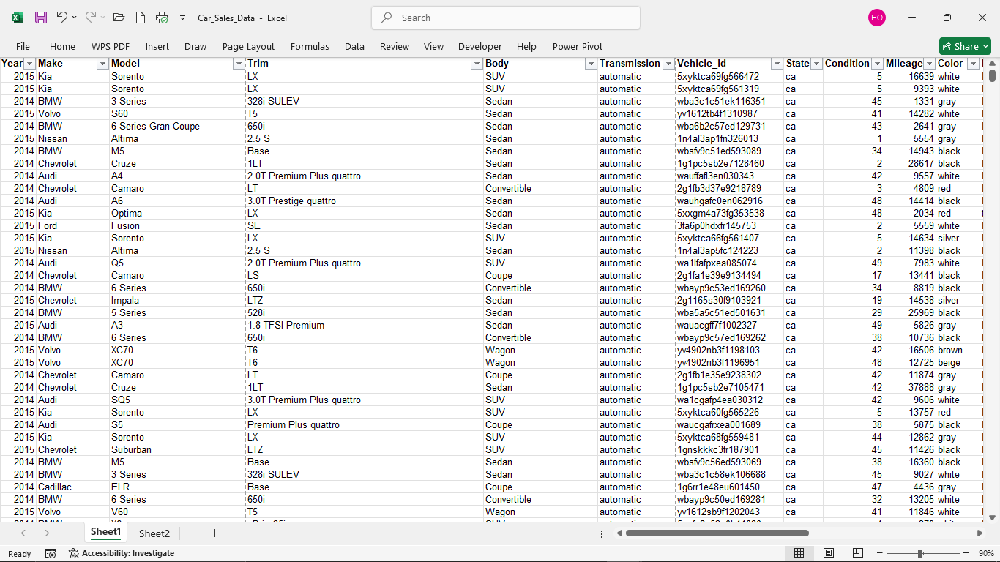 Car_Sales_Data - Excel
Search
HO
File Home WPS PDF Insert Draw Page Layout Formulas Data Review View Developer Help Power Pivot Share
Year Make Model Trim Body Transmission Vehicle_id State Condition Mileage Color
2015 Kia Sorento LX SUV automatic 5xyktca69fg566472 ca 5 16639 white
2015 Kia Sorento LX SUV automatic 5xyktca69fg561319 ca 5 9393 white
2014 BMW 3 Series 328i SULEV Sedan automatic wba3c1c51ek116351 ca 45 1331 gray
2015 Volvo S60 T5 Sedan automatic yv1612tb4f1310987 ca 41 14282 white
2014 BMW 6 Series Gran Coupe 650i Sedan automatic wba6b2c57ed129731 ca 43 2641 gray
2015 Nissan Altima 2.5 S Sedan automatic 1n4al3ap1fn326013 ca 1 5554 gray
2014 BMW M5 Base Sedan automatic wbsfv9c51ed593089 ca 34 14943 black
2014 Chevrolet Cruze 1LT Sedan automatic 1g1pc5sb2e7128460 ca 2 28617 black
2014 Audi A4 2.0T Premium Plus quattro Sedan automatic wauffafl3en030343 ca 42 9557 white
2014 Chevrolet Camaro LT Convertible automatic 2g1fb3d37e9218789 ca 3 4809 red
2014 Audi A6 3.0T Prestige quattro Sedan automatic wauhgafc0en062916 ca 48 14414 black
2015 Kia Optima LX Sedan automatic 5xxgm4a73fg353538 ca 48 2034 red
2015 Ford Fusion SE Sedan automatic 3fa6p0hdxfr145753 ca 2 5559 white
2015 Kia Sorento LX SUV automatic 5xyktca66fg561407 ca 5 14634 silver
2015 Nissan Altima 2.5 S Sedan automatic 1n4al3ap5fc124223 ca 2 11398 black
2014 Audi Q5 2.0T Premium Plus quattro SUV automatic wa1lfafpxea085074 ca 49 7983 white
2014 Chevrolet Camaro LS Coupe automatic 2g1fa1e39e9134494 ca 17 13441 black
2014 BMW 6 Series 650i Convertible automatic wbayp9c53ed169260 ca 34 8819 black
2015 Chevrolet Impala LTZ Sedan automatic 2g1165s30f9103921 ca 19 14538 silver
2014 BMW 5 Series 528i Sedan automatic wba5a5c51ed501631 ca 29 25969 black
2015 Audi A3 1.8 TFSI Premium Sedan automatic wauacgff7f1002327 ca 49 5826 gray
2014 BMW 6 Series 650i Convertible automatic wbayp9c57ed169262 ca 38 10736 black
2015 Volvo XC70 T6 Wagon automatic yv4902nb3f1198103 ca 42 16506 brown
2015 Volvo XC70 T6 Wagon automatic yv4902nb3f1196951 ca 48 12725 beige
2014 Chevrolet Camaro LT Coupe automatic 2g1fb1e35e9238302 ca 42 11874 gray
2014 Chevrolet Cruze 1LT Sedan automatic 1g1pc5sb2e7105471 ca 42 37888 gray
2014 Audi SQ5 3.0T Premium Plus quattro SUV automatic wa1cgafp4ea030312 ca 42 9606 white
2015 Kia Sorento LX SUV automatic 5xyktca60fg565226 ca 5 13757 red
2014 Audi S5 Premium Plus quattro Coupe automatic waucgafrxea001689 ca 38 5875 black
2015 Kia Sorento LX SUV automatic 5xyktca68fg559481 ca 44 12862 gray
2015 Chevrolet Suburban LTZ SUV automatic 1gnskkkc3fr187901 ca 45 11426 black
2014 BMW M5 Base Sedan automatic wbsfv9c56ed593069 ca 38 16360 black
2014 BMW 3 Series 328i SULEV Sedan automatic wba3c1c58ek106688 ca 45 9027 white
2014 Cadillac ELR Base Coupe automatic 1g6rr1e48eu601450 ca 47 4436 gray
2014 BMW 6 Series 650i Convertible automatic wbayp9c50ed169281 ca 32 13205 white
2015 Volvo V60 T5 Wagon automatic yv1612sb9f1202043 ca 41 11846 white
Sheet1 Sheet2
Ready Accessibility: Investigate 90%